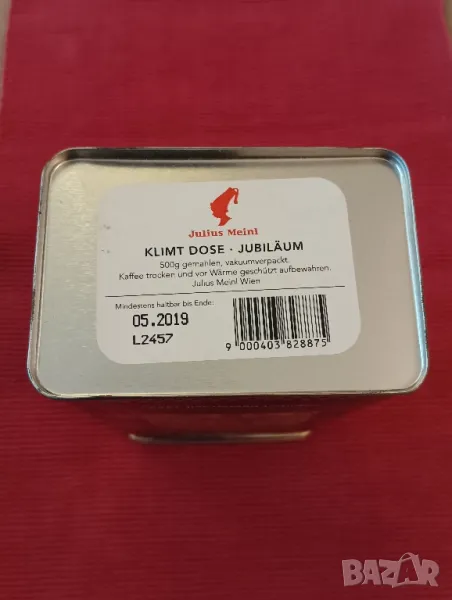 Julius Meinl
KLIMT DOSE · JUBILÄUM
500g gemahlen, vakuumverpackt.
Kaffee trocken und vor Wärme geschützt aufbewahren.
Julius Meinl Wien
Mindestens haltbar bis Ende:
05.2019
L2457
9 000403 828875
BAZAR